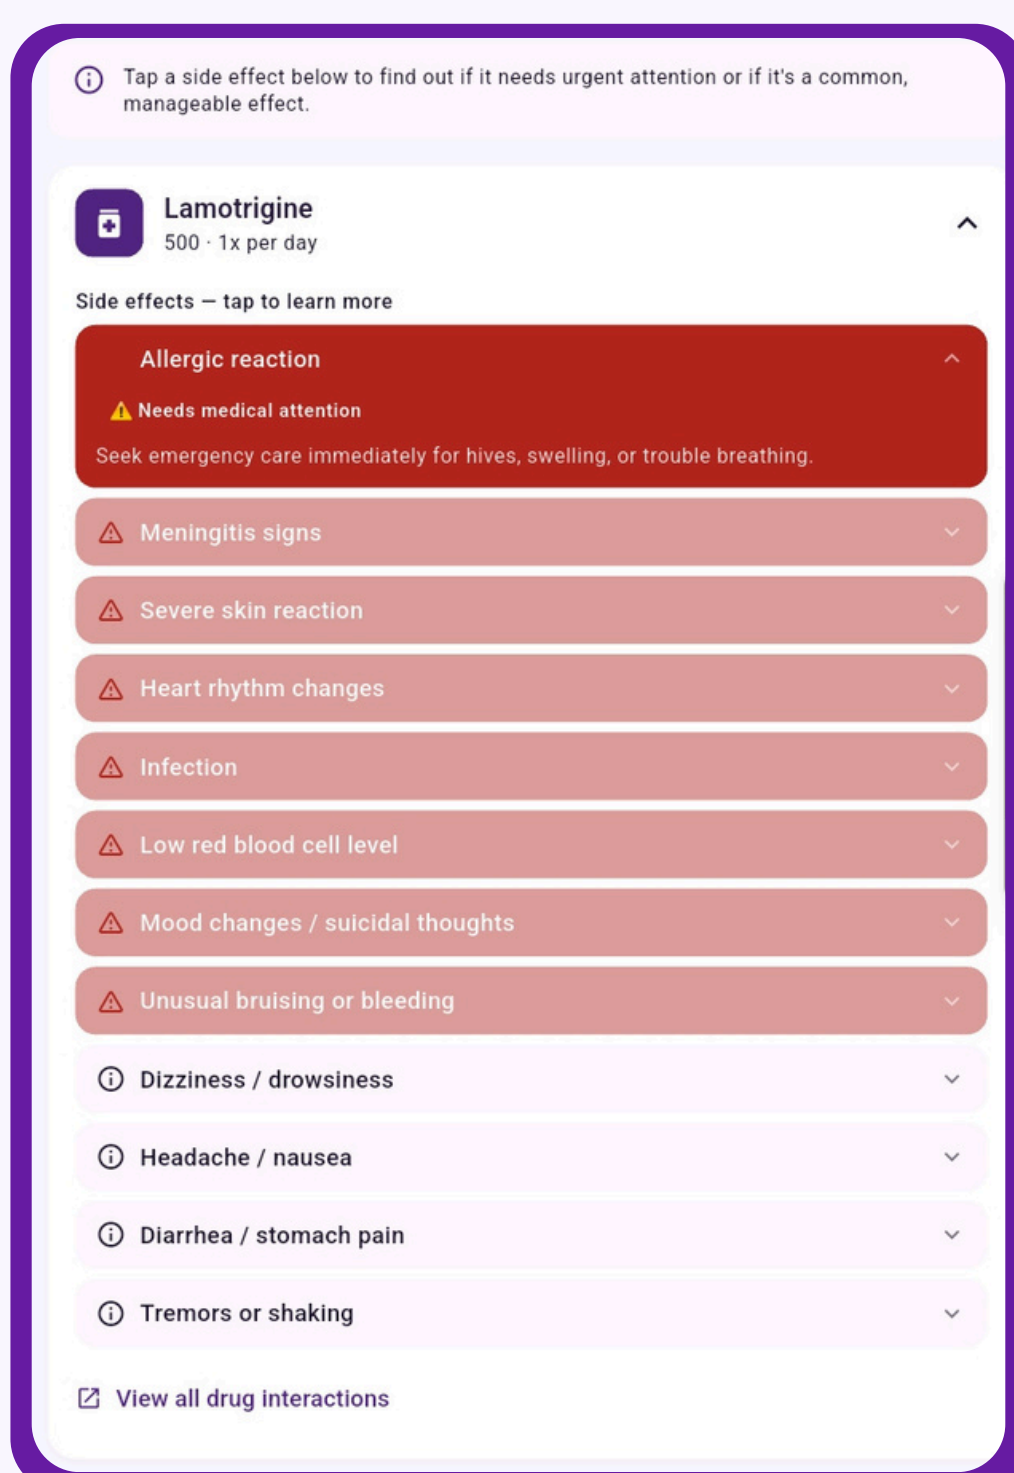 Tap a side effect below to find out if it needs urgent attention or if it's a common,
manageable effect.
Lamotrigine
500 · 1x per day
Side effects — tap to learn more
Allergic reaction
Needs medical attention
Seek emergency care immediately for hives, swelling, or trouble breathing.
Meningitis signs
Severe skin reaction
Heart rhythm changes
Infection
Low red blood cell level
Mood changes / suicidal thoughts
Unusual bruising or bleeding
Dizziness / drowsiness
Headache / nausea
Diarrhea / stomach pain
Tremors or shaking
View all drug interactions